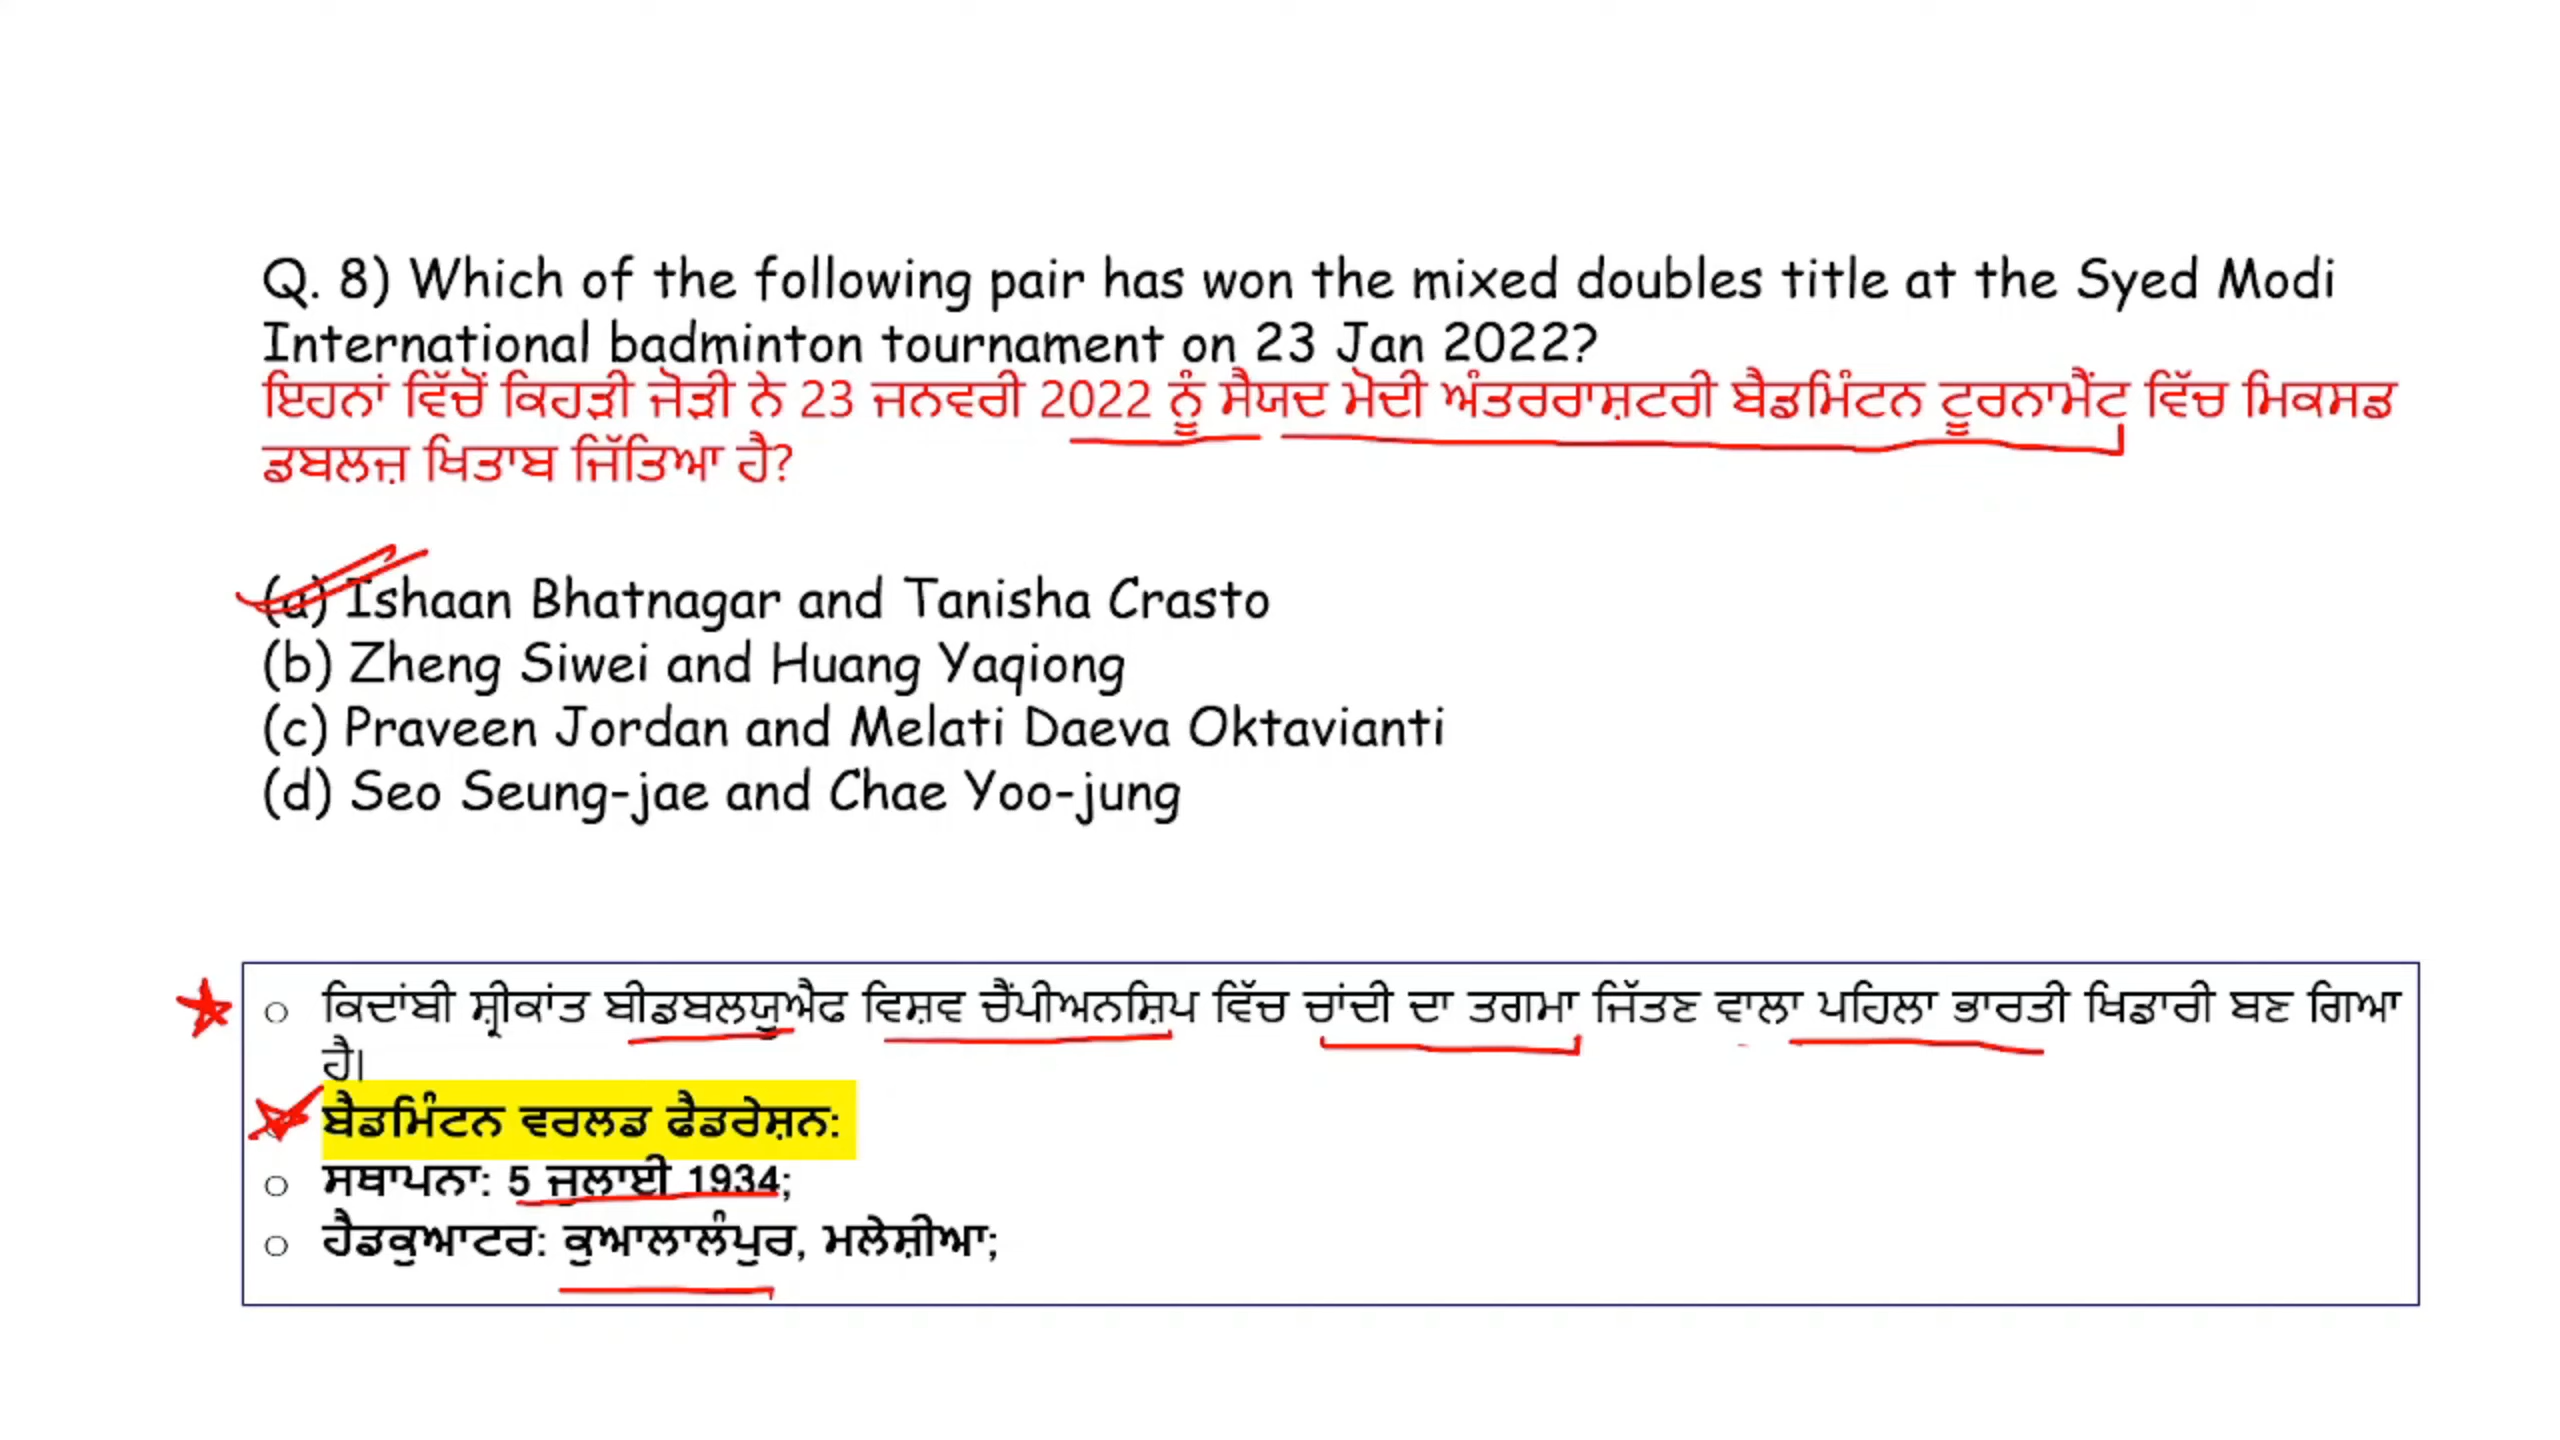 Q. 8) Which of the following pair has won the mixed doubles title at the Syed Modi
International badminton tournament on 23 Jan 2022?
ਇਹਨਾਂ ਵਿੱਚੋਂ ਕਿਹੜੀ ਜੋੜੀ ਨੇ 23 ਜਨਵਰੀ 2022 ਨੂੰ ਸੈਯਦ ਮੋਦੀ ਅੰਤਰਰਾਸ਼ਟਰੀ ਬੈਡਮਿੰਟਨ ਟੂਰਨਾਮੈਂਟ ਵਿੱਚ ਮਿਕਸਡ
ਡਬਲਜ਼ ਖਿਤਾਬ ਜਿੱਤਿਆ ਹੈ?
(a) Ishaan Bhatnagar and Tanisha Crasto
(b) Zheng Siwei and Huang Yaqiong
(c) Praveen Jordan and Melati Daeva Oktavianti
(d) Seo Seung-jae and Chae Yoo-jung
ਕਿਦਾਂਬੀ ਸ਼੍ਰੀਕਾਂਤ ਬੀਡਬਲਯੁਐਫ ਵਿਸ਼ਵ ਚੈਂਪੀਅਨਸ਼ਿਪ ਵਿੱਚ ਚਾਂਦੀ ਦਾ ਤਗਮਾ ਜਿੱਤਣ ਵਾਲਾ ਪਹਿਲਾ ਭਾਰਤੀ ਖਿਡਾਰੀ ਬਣ ਗਿਆ
ਹੈ।
ਬੈਡਮਿੰਟਨ ਵਰਲਡ ਫੈਡਰੇਸ਼ਨ:
ਸਥਾਪਨਾ: 5 ਜੁਲਾਈ 1934;
ਹੈਡਕੁਆਟਰ: ਕੁਆਲਾਲੰਪੁਰ, ਮਲੇਸ਼ੀਆ;